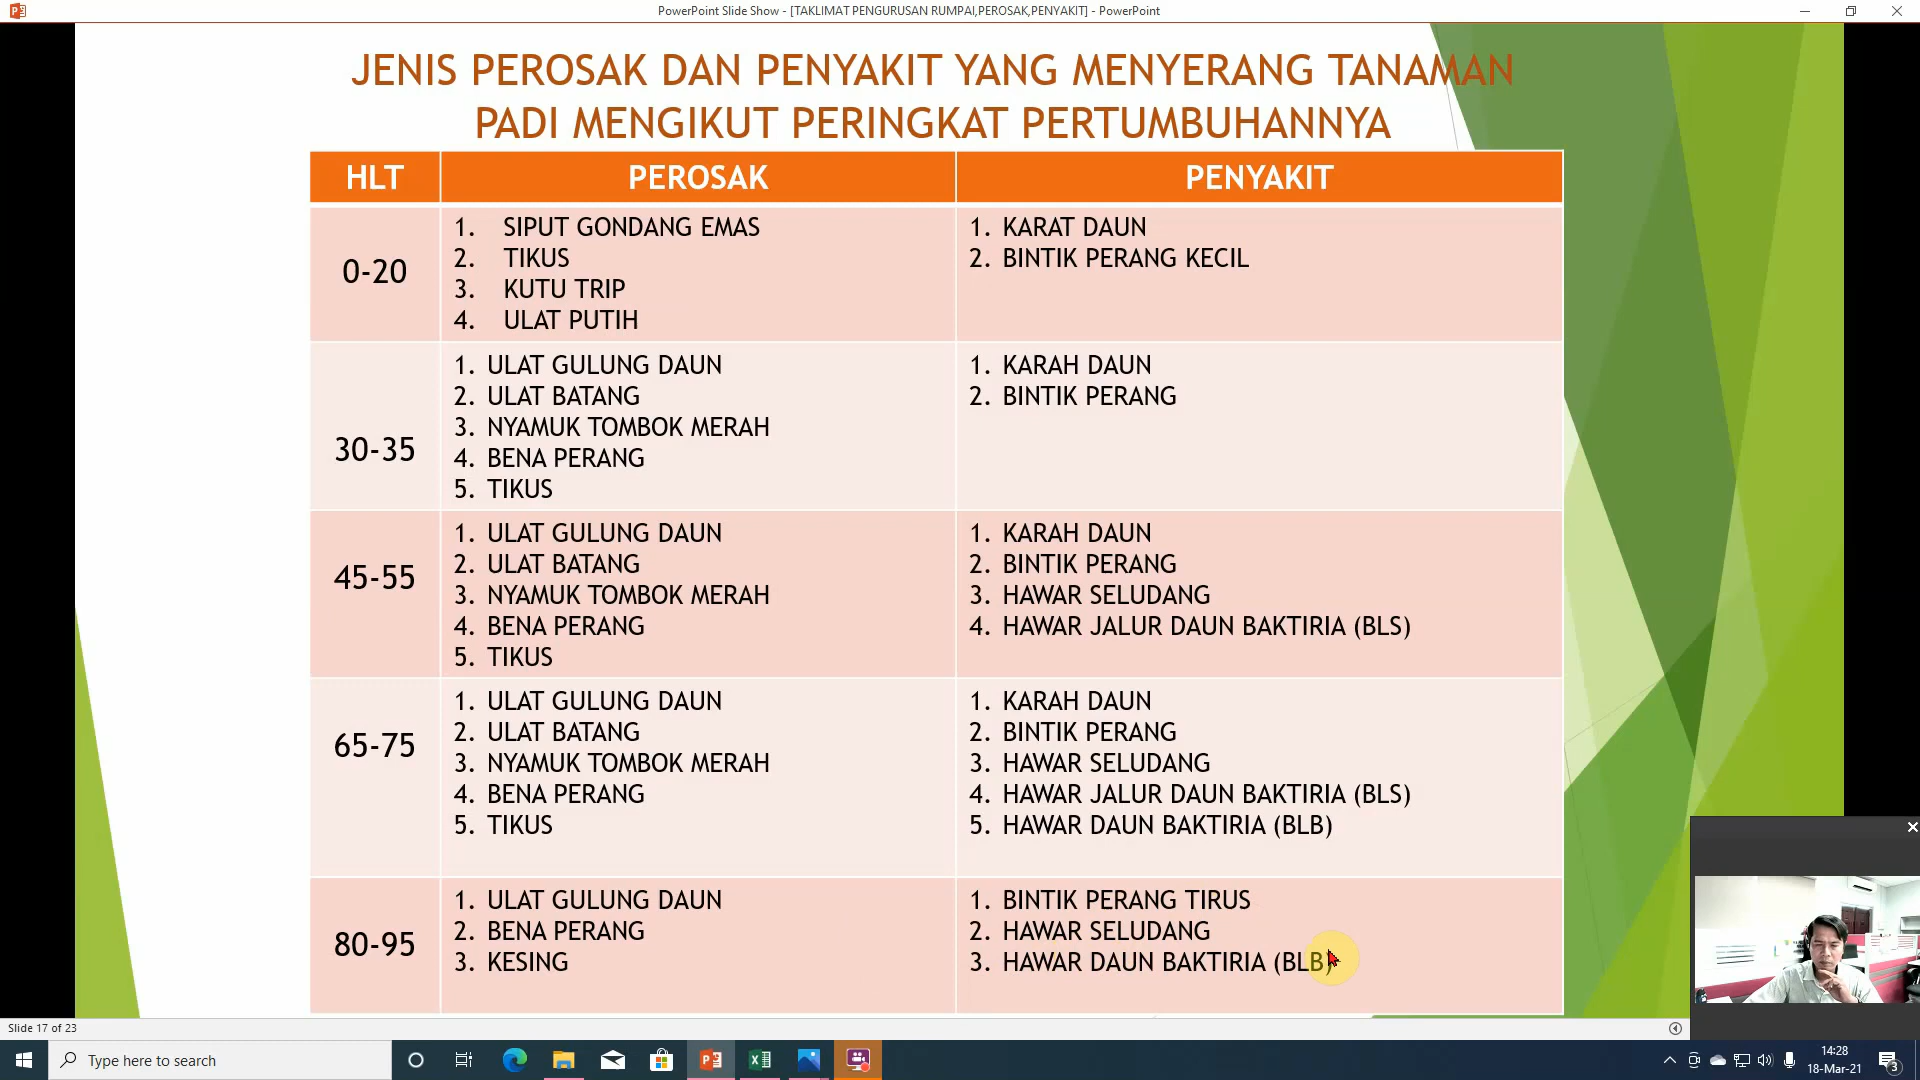 PowerPoint Slide Show - [TAKLIMAT PENGURUSAN RUMPAI,PEROSAK,PENYAKIT] - PowerPoint
JENIS PEROSAK DAN PENYAKIT YANG MENYERANG TANAMAN
PADI MENGIKUT PERINGKAT PERTUMBUHANNYA
HLT PEROSAK PENYAKIT
0-20
1. SIPUT GONDANG EMAS
2. TIKUS
3. KUTU TRIP
4. ULAT PUTIH
1. KARAT DAUN
2. BINTIK PERANG KECIL
30-35
1. ULAT GULUNG DAUN
2. ULAT BATANG
3. NYAMUK TOMBOK MERAH
4. BENA PERANG
5. TIKUS
1. KARAH DAUN
2. BINTIK PERANG
45-55
1. ULAT GULUNG DAUN
2. ULAT BATANG
3. NYAMUK TOMBOK MERAH
4. BENA PERANG
5. TIKUS
1. KARAH DAUN
2. BINTIK PERANG
3. HAWAR SELUDANG
4. HAWAR JALUR DAUN BAKTIRIA (BLS)
65-75
1. ULAT GULUNG DAUN
2. ULAT BATANG
3. NYAMUK TOMBOK MERAH
4. BENA PERANG
5. TIKUS
1. KARAH DAUN
2. BINTIK PERANG
3. HAWAR SELUDANG
4. HAWAR JALUR DAUN BAKTIRIA (BLS)
5. HAWAR DAUN BAKTIRIA (BLB)
80-95
1. ULAT GULUNG DAUN
2. BENA PERANG
3. KESING
1. BINTIK PERANG TIRUS
2. HAWAR SELUDANG
3. HAWAR DAUN BAKTIRIA (BLB)
Slide 17 of 23
Type here to search
14:28
18-Mar-21
3